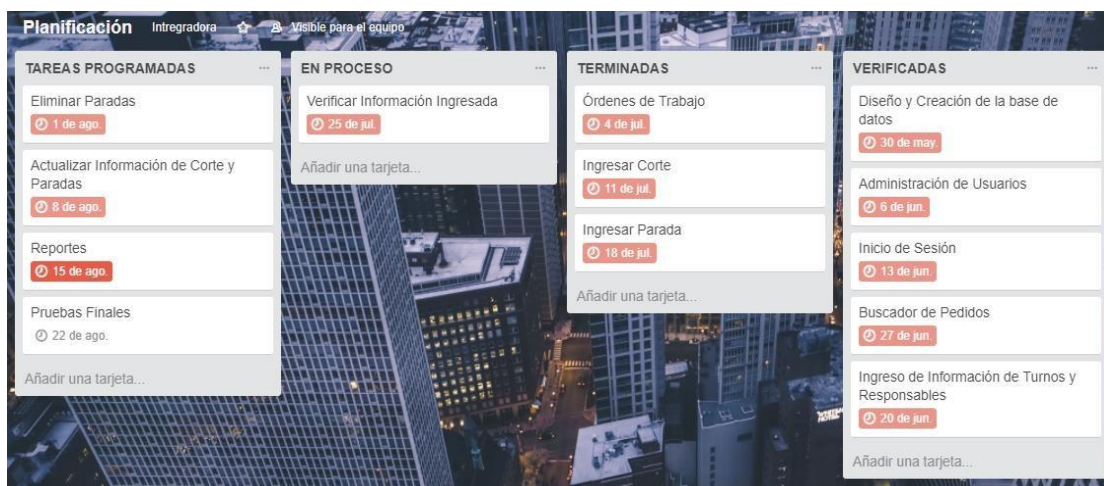 Planificación Intregradora Visible para el equipo
TAREAS PROGRAMADAS
Eliminar Paradas
1 de ago.
Actualizar Información de Corte y
Paradas
8 de ago.
Reportes
15 de ago.
Pruebas Finales
22 de ago.
Añadir una tarjeta...
EN PROCESO
Verificar Información Ingresada
25 de jul.
Añadir una tarjeta...
TERMINADAS
Órdenes de Trabajo
4 de jul.
Ingresar Corte
11 de jul.
Ingresar Parada
18 de jul.
Añadir una tarjeta...
VERIFICADAS
Diseño y Creación de la base de
datos
30 de may.
Administración de Usuarios
6 de jun.
Inicio de Sesión
13 de jun.
Buscador de Pedidos
27 de jun.
Ingreso de Información de Turnos y
Responsables
20 de jun.
Añadir una tarjeta...